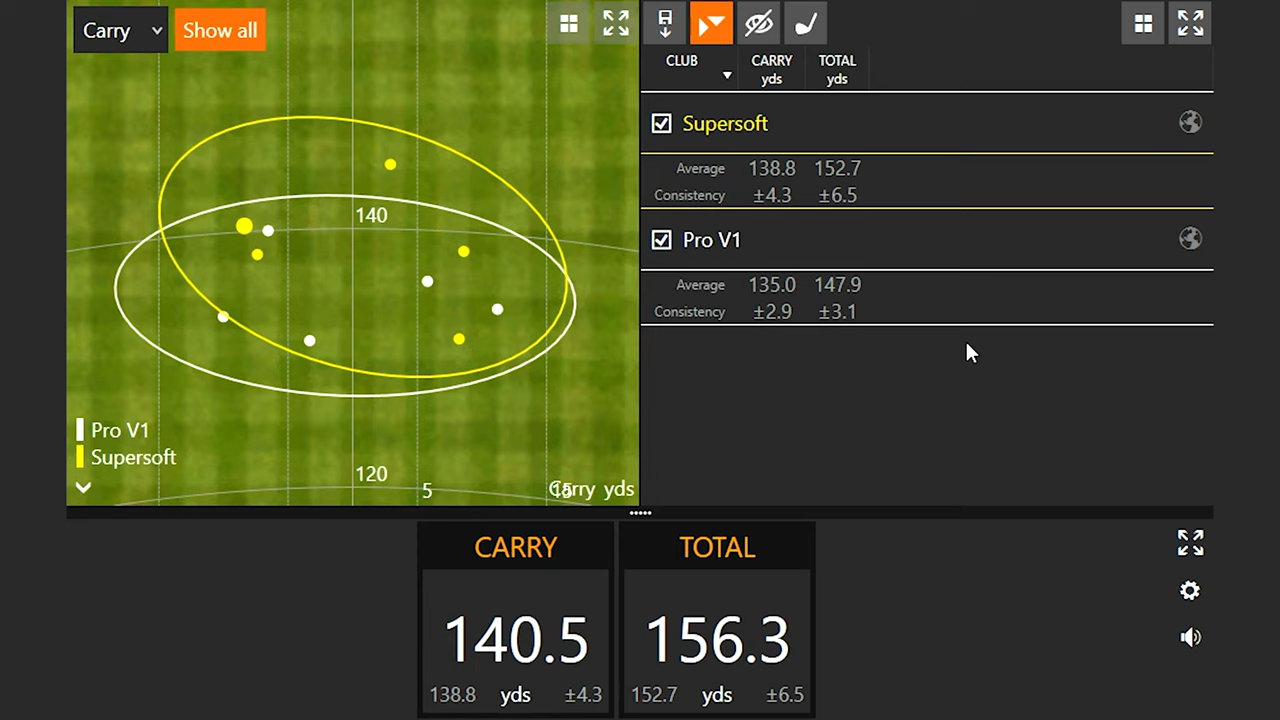 Carry
Show all
140
Pro V1
Supersoft
120
5
Carry yds
CLUB
CARRY
yds
TOTAL
yds
Supersoft
Average 138.8 152.7
Consistency ±4.3 ±6.5
Pro V1
Average 135.0 147.9
Consistency ±2.9 ±3.1
CARRY
140.5
138.8 yds ±4.3
TOTAL
156.3
152.7 yds ±6.5